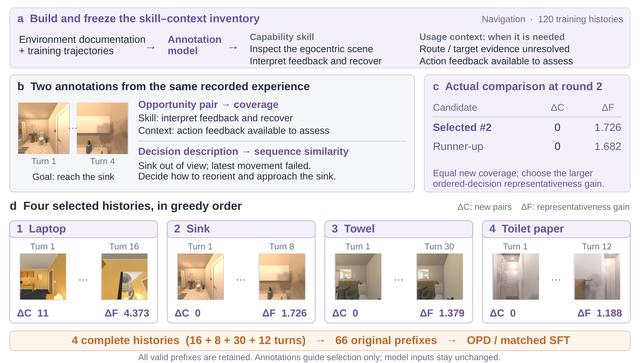 a Build and freeze the skill–context inventory
Navigation · 120 training histories
Environment documentation
+ training trajectories
→
Annotation
model
→
Capability skill
Inspect the egocentric scene
Interpret feedback and recover
Usage context: when it is needed
Route / target evidence unresolved
Action feedback available to assess
b Two annotations from the same recorded experience
...
Turn 1
Turn 4
Goal: reach the sink
Opportunity pair → coverage
Skill: interpret feedback and recover
Context: action feedback available to assess
Decision description → sequence similarity
Sink out of view; latest movement failed.
Decide how to reorient and approach the sink.
c Actual comparison at round 2
Candidate ΔC ΔF
Selected #2 0 1.726
Runner-up 0 1.682
Equal new coverage; choose the larger
ordered-decision representativeness gain.
d Four selected histories, in greedy order
ΔC: new pairs ΔF: representativeness gain
1 Laptop
Turn 1 Turn 16
...
ΔC 11 ΔF 4.373
2 Sink
Turn 1 Turn 8
...
ΔC 0 ΔF 1.726
3 Towel
Turn 1 Turn 30
...
ΔC 0 ΔF 1.379
4 Toilet paper
Turn 1 Turn 12
...
ΔC 0 ΔF 1.188
4 complete histories (16 + 8 + 30 + 12 turns) → 66 original prefixes → OPD / matched SFT
All valid prefixes are retained. Annotations guide selection only; model inputs stay unchanged.